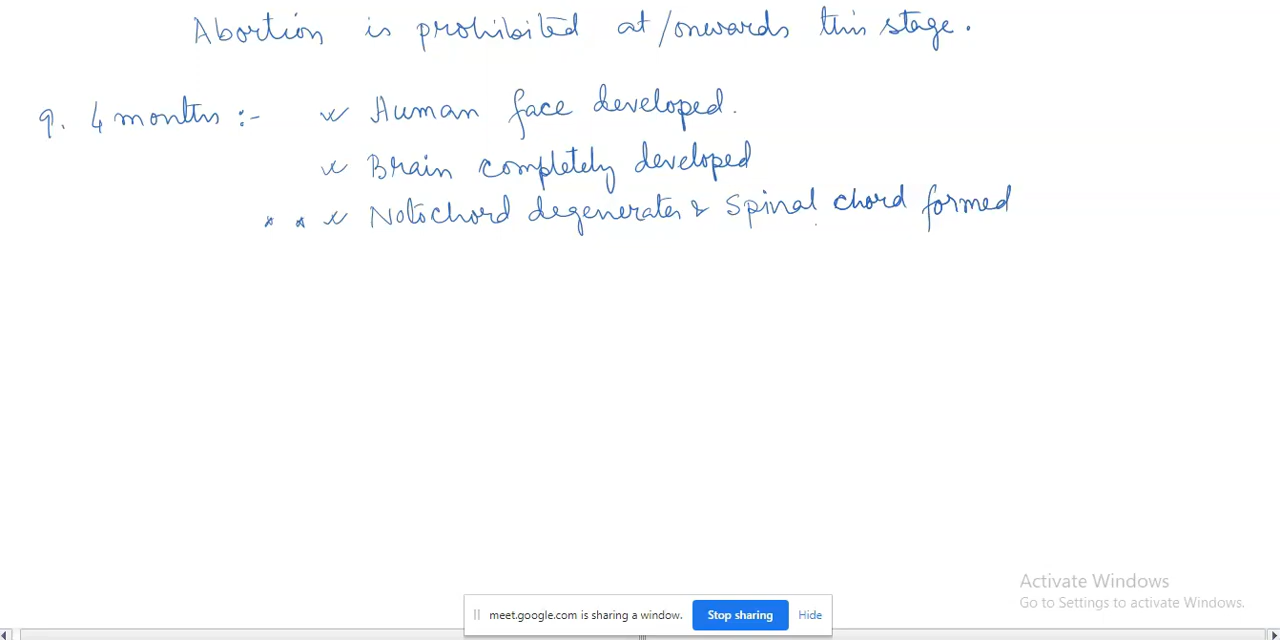 Abortion is prohibited at/onwards this stage.
9. 4 months :- Human face developed.
Brain completely developed
* * Notochord degenerates & Spinal chord formed
Activate Windows
Go to Settings to activate Windows.
meet.google.com is sharing a window. Stop sharing Hide